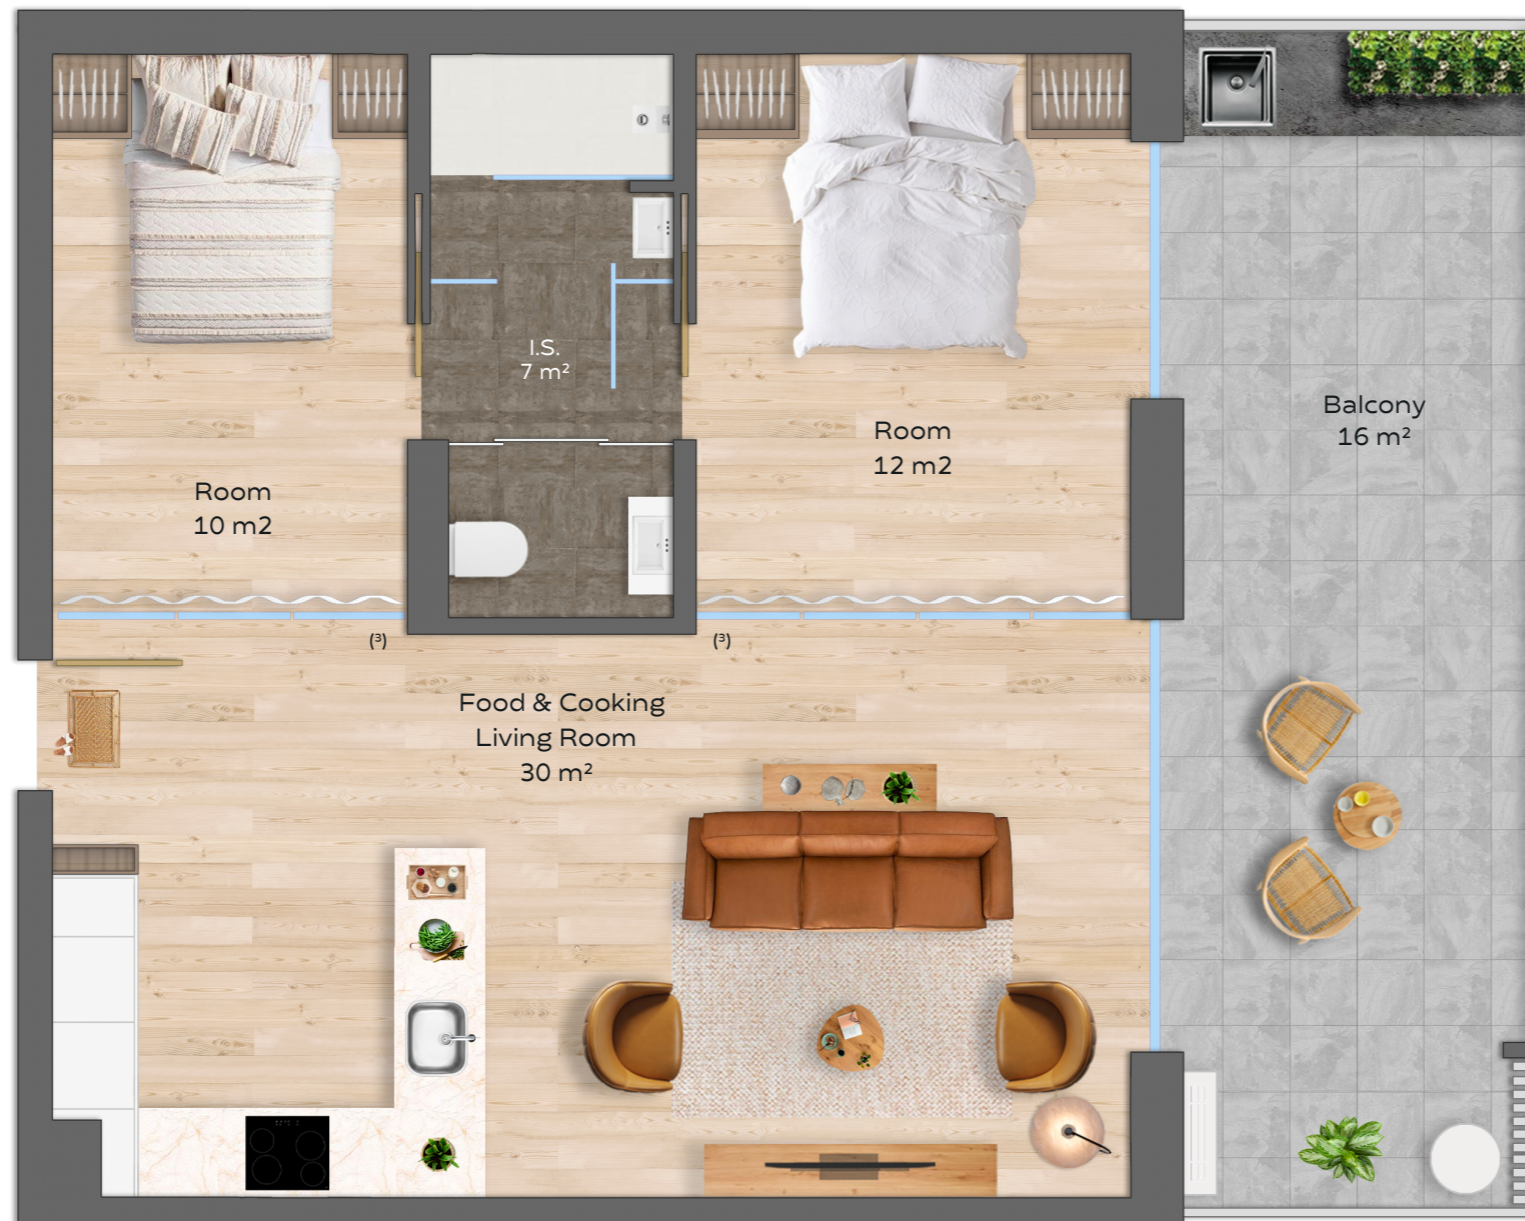 I.S.
7 m²
Balcony
16 m²
Room
12 m2
Room
10 m2
(³)
(³)
Food & Cooking
Living Room
30 m²